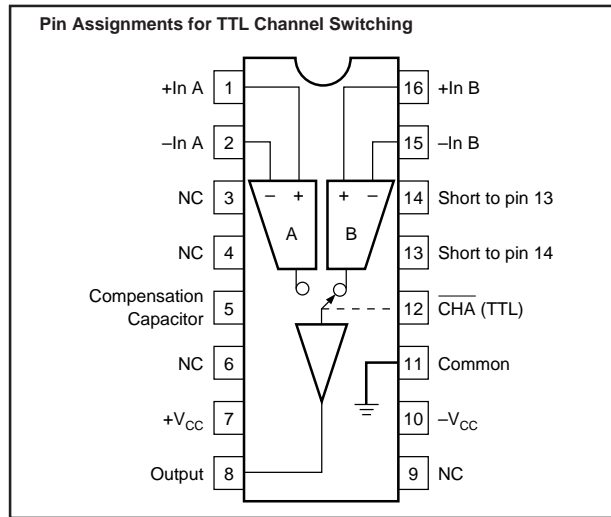 Pin Assignments for TTL Channel Switching
+In A 1 16 +In B
–In A 2 15 –In B
NC 3 – + + – 14 Short to pin 13
A B
NC 4 13 Short to pin 14
Compensation
Capacitor 5 12 C̅H̅A̅ (TTL)
NC 6 11 Common
+VCC 7 10 –VCC
Output 8 9 NC